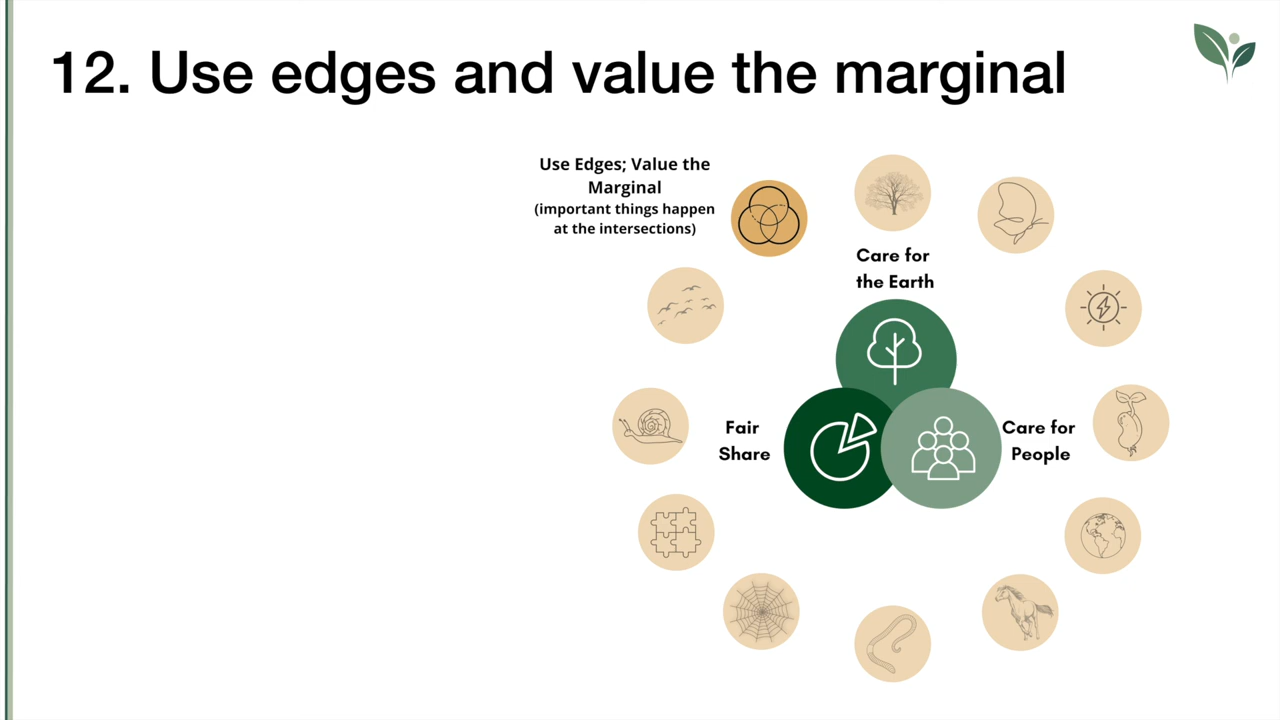 12. Use edges and value the marginal
Use Edges; Value the
Marginal
(important things happen
at the intersections)
Care for
the Earth
Fair
Share
Care for
People